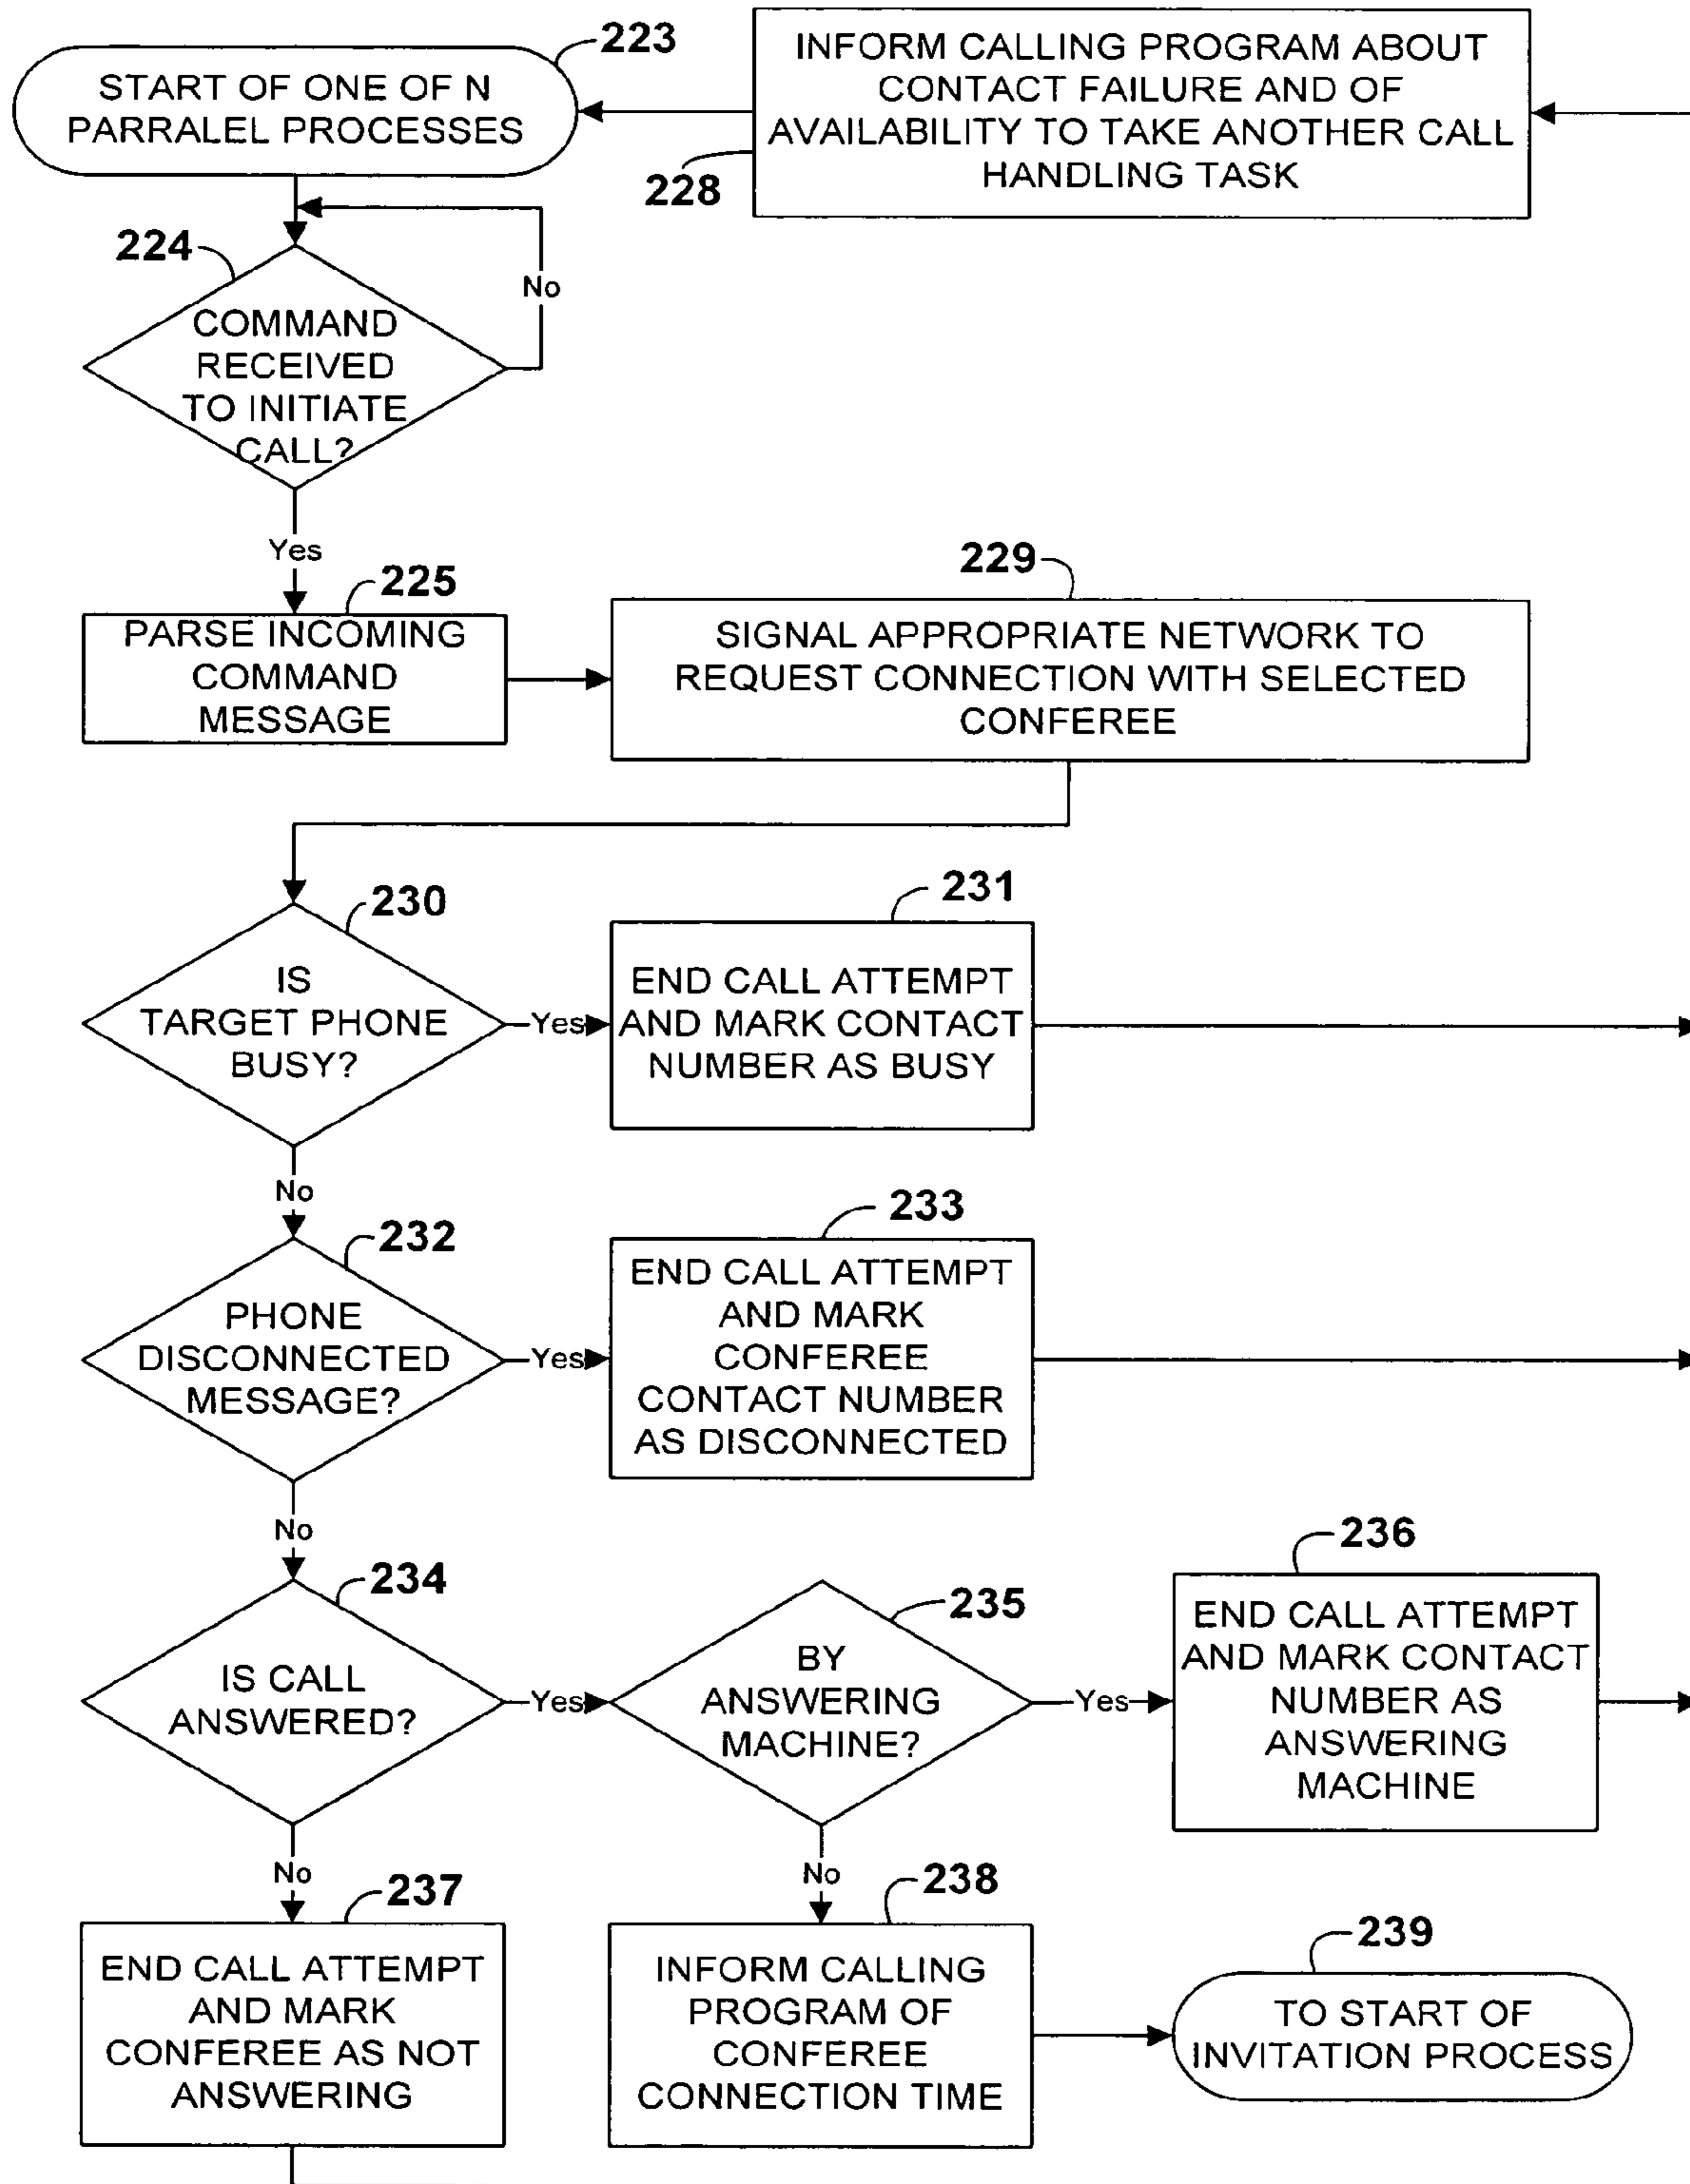 223
START OF ONE OF N
PARRALEL PROCESSES
INFORM CALLING PROGRAM ABOUT
CONTACT FAILURE AND OF
AVAILABILITY TO TAKE ANOTHER CALL
HANDLING TASK
228
224
COMMAND
RECEIVED
TO INITIATE
CALL?
No
Yes
225
PARSE INCOMING
COMMAND
MESSAGE
229
SIGNAL APPROPRIATE NETWORK TO
REQUEST CONNECTION WITH SELECTED
CONFEREE
230
IS
TARGET PHONE
BUSY?
Yes
231
END CALL ATTEMPT
AND MARK CONTACT
NUMBER AS BUSY
No
232
PHONE
DISCONNECTED
MESSAGE?
Yes
233
END CALL ATTEMPT
AND MARK
CONFEREE
CONTACT NUMBER
AS DISCONNECTED
No
234
IS CALL
ANSWERED?
Yes
235
BY
ANSWERING
MACHINE?
Yes
236
END CALL ATTEMPT
AND MARK CONTACT
NUMBER AS
ANSWERING
MACHINE
No
237
END CALL ATTEMPT
AND MARK
CONFEREE AS NOT
ANSWERING
No
238
INFORM CALLING
PROGRAM OF
CONFEREE
CONNECTION TIME
239
TO START OF
INVITATION PROCESS